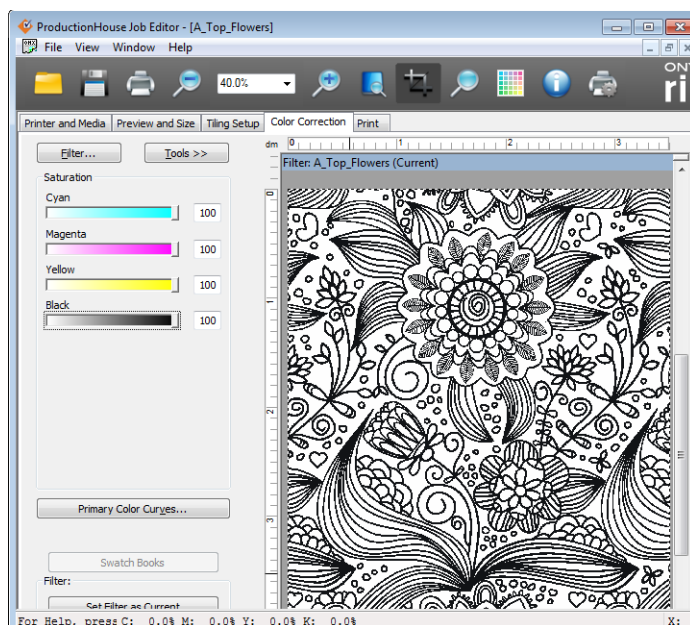 ProductionHouse Job Editor - [A_Top_Flowers]
File View Window Help
40.0%
ON
ri
Printer and Media Preview and Size Tiling Setup Color Correction Print
dm 0 1 2 3
Filter... Tools >>
Filter: A_Top_Flowers (Current)
Saturation
Cyan
100
Magenta
100
Yellow
100
Black
100
0
1
2
3
Primary Color Curves...
Swatch Books
Filter:
Set Filter as Current
For Help, press C: 0.0% M: 0.0% Y: 0.0% K: 0.0% X: